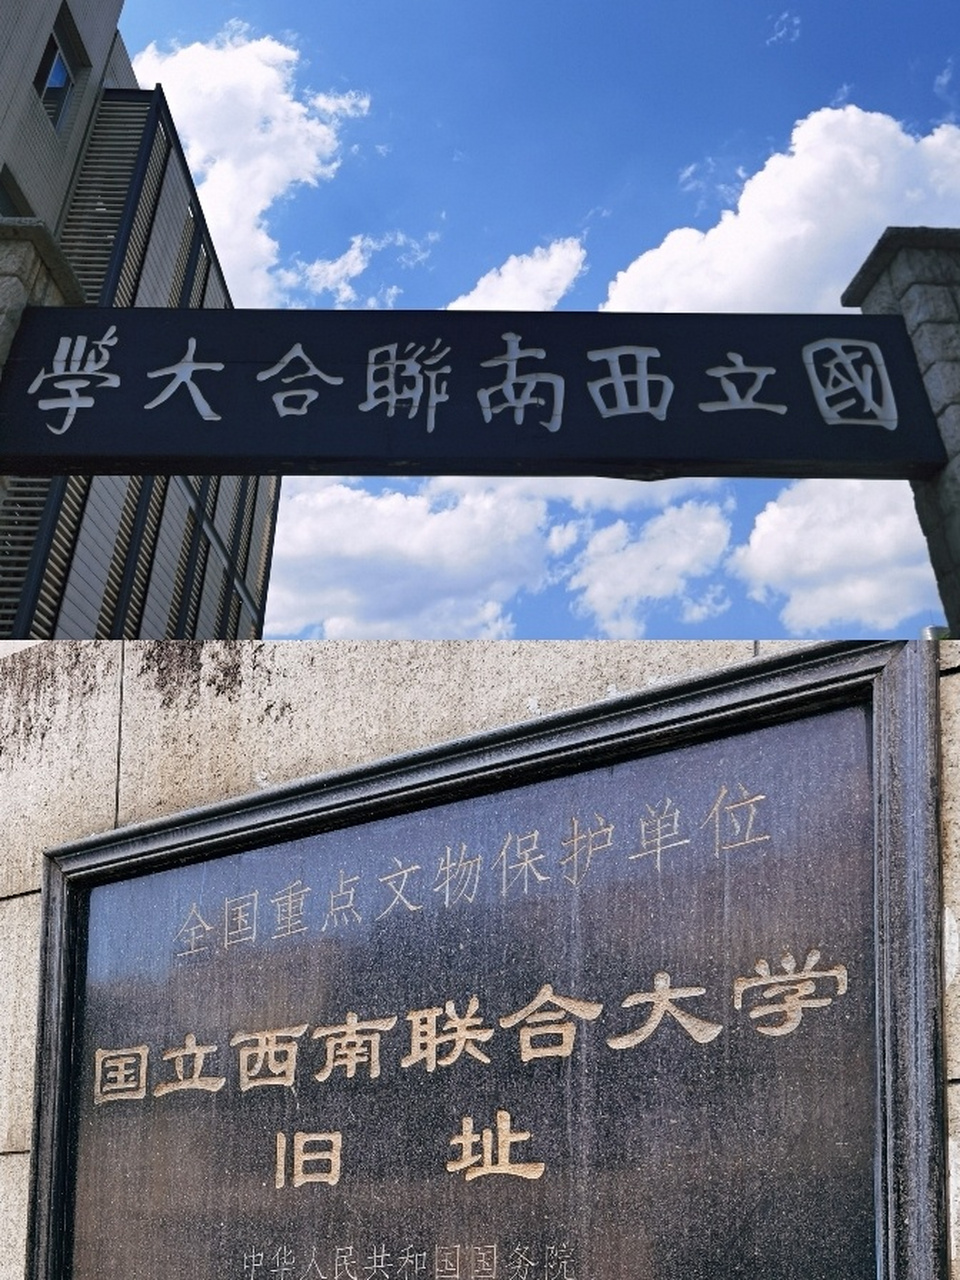 國立西南聯合大學
全国重点文物保护单位
国立西南联合大学
旧址
中华人民共和国国务院